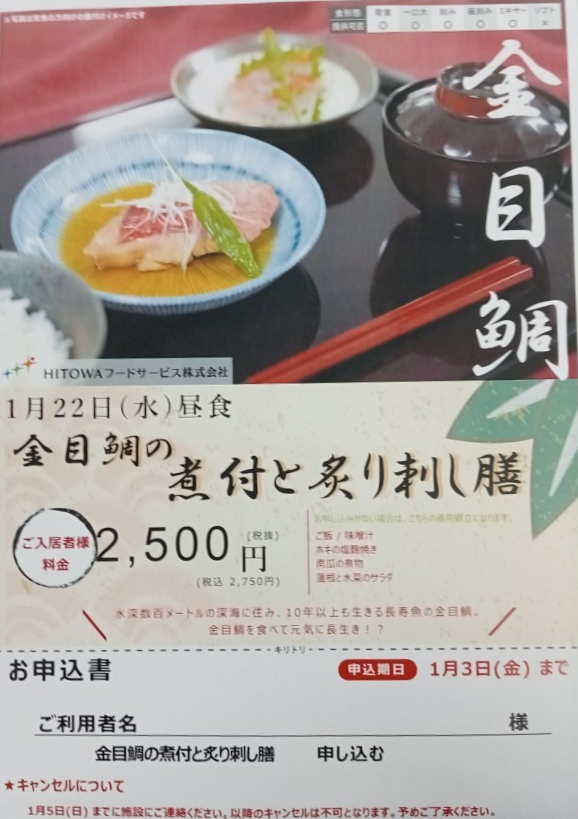 ※写真は常食の方向けの盛付けイメージです
食形態 常食 一口大 刻み 極刻み ミキサー ソフト
提供可否 ○ ○ ○ ○ ○ ×
金目鯛
HITOWAフードサービス株式会社
1月22日(水)昼食
金目鯛の
煮付と炙り刺し膳
ご入居者様
料金
2,500円
(税抜)
(税込 2,750円)
お申し込みがない場合は、こちらの通常献立になります。
ご飯 / 味噌汁
ホキの塩麹焼き
南瓜の煮物
蓮根と水菜のサラダ
水深数百メートルの深海に住み、10年以上も生きる長寿魚の金目鯛。
金目鯛を食べて元気に長生き！？
キリトリ
お申込書
申込期日 1月3日(金) まで
ご利用者名 様
金目鯛の煮付と炙り刺し膳 申し込む
★キャンセルについて
1月5日(日) までに施設にご連絡ください。以降のキャンセルは不可となります。予めご了承ください。